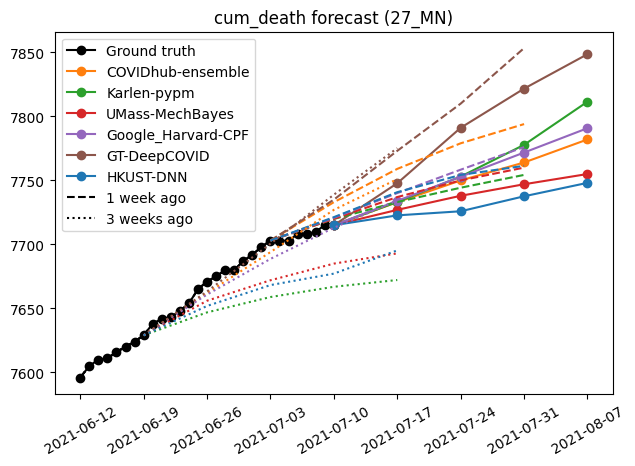 cum_death forecast (27_MN)
Ground truth
COVIDhub-ensemble
Karlen-pypm
UMass-MechBayes
Google_Harvard-CPF
GT-DeepCOVID
HKUST-DNN
1 week ago
3 weeks ago
7850
7800
7750
7700
7650
7600
2021-06-12
2021-06-19
2021-06-26
2021-07-03
2021-07-10
2021-07-17
2021-07-24
2021-07-31
2021-08-07